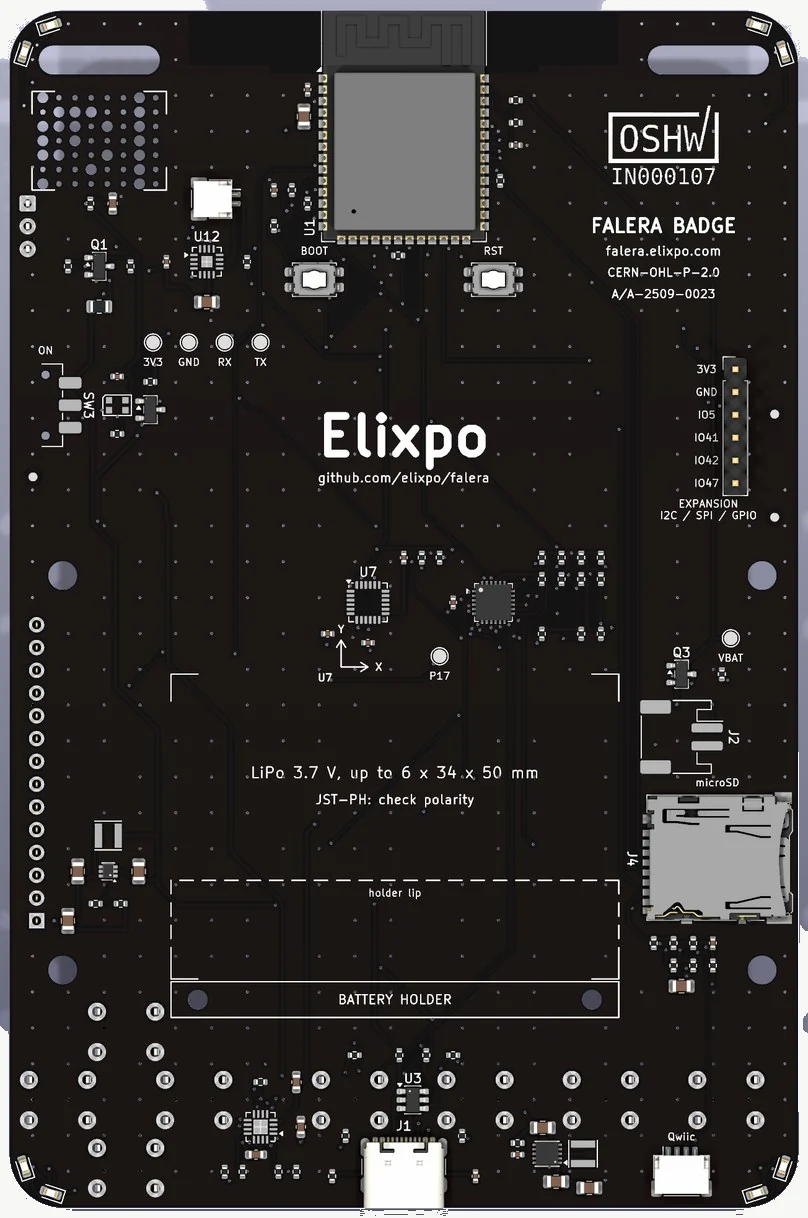 OSHW
IN000107
FALERA BADGE
falera.elixpo.com
CERN-OHL-P-2.0
A/A-2509-0023
U1
U12
Q1
BOOT
RST
3V3
GND
RX
TX
ON
SW3
3V3
GND
IO5
IO41
IO42
IO47
EXPANSION
I2C / SPI / GPIO
Elixpo
github.com/elixpo/falera
U7
Y
X
U7
P17
VBAT
Q3
J2
microSD
J4
LiPo 3.7 V, up to 6 x 34 x 50 mm
JST-PH: check polarity
holder lip
BATTERY HOLDER
U3
J1
Qwiic